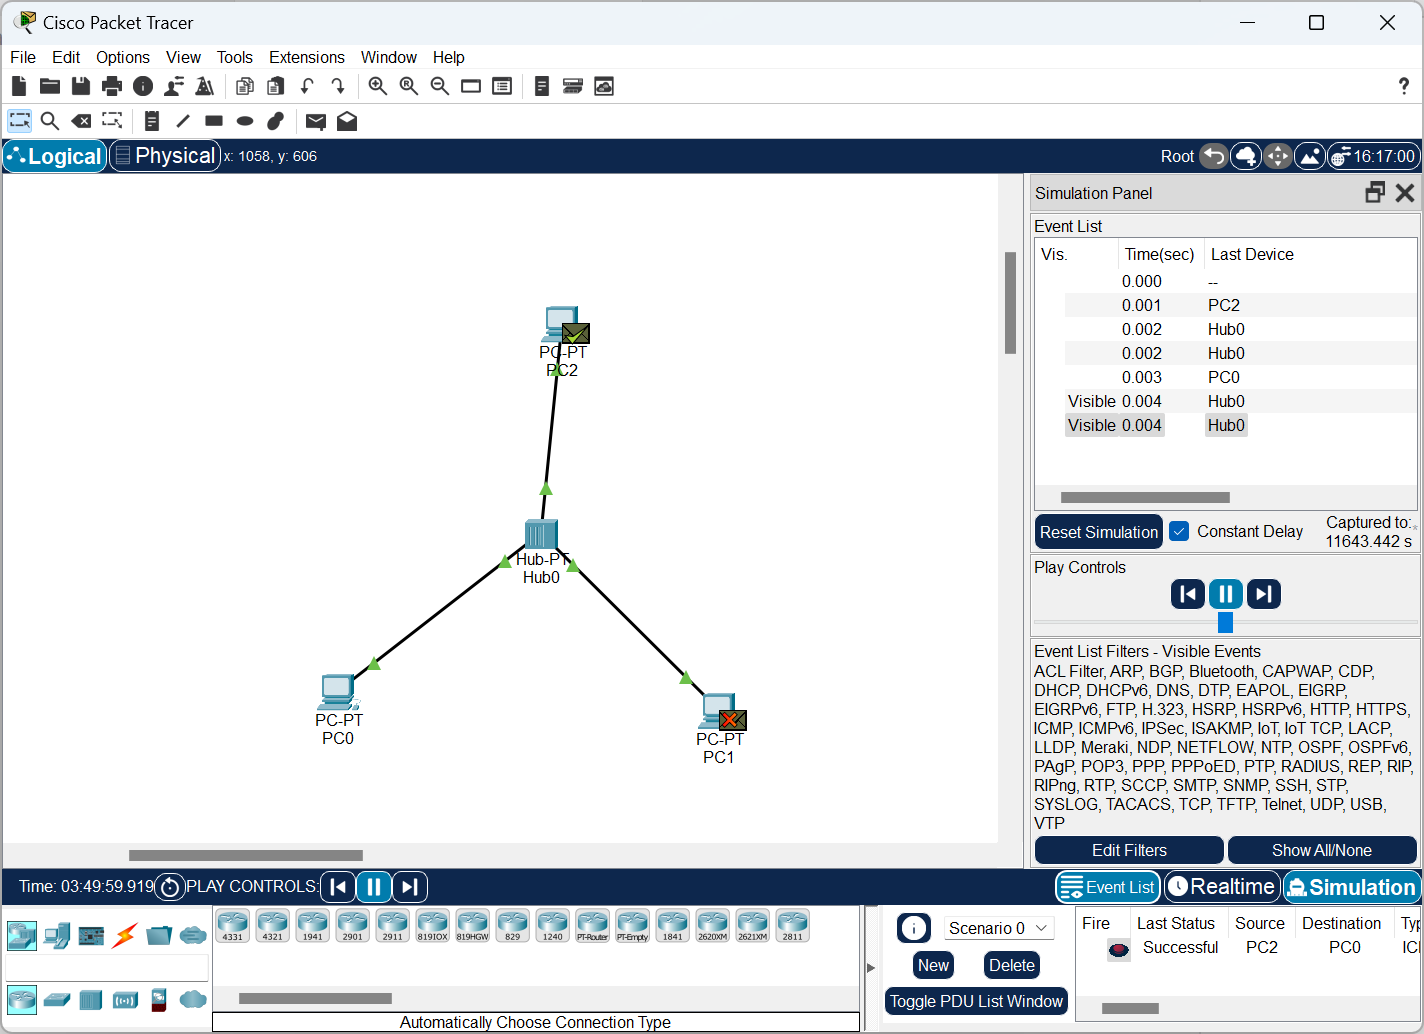 Cisco Packet Tracer
File Edit Options View Tools Extensions Window Help
?
Logical Physical x: 1058, y: 606 Root 16:17:00
Simulation Panel
Event List
Vis. Time(sec) Last Device
0.000 --
0.001 PC2
0.002 Hub0
0.002 Hub0
0.003 PC0
Visible 0.004 Hub0
Visible 0.004 Hub0
Reset Simulation Constant Delay Captured to:*
11643.442 s
Play Controls
Event List Filters - Visible Events
ACL Filter, ARP, BGP, Bluetooth, CAPWAP, CDP,
DHCP, DHCPv6, DNS, DTP, EAPOL, EIGRP,
EIGRPv6, FTP, H.323, HSRP, HSRPv6, HTTP, HTTPS,
ICMP, ICMPv6, IPSec, ISAKMP, IoT, IoT TCP, LACP,
LLDP, Meraki, NDP, NETFLOW, NTP, OSPF, OSPFv6,
PAgP, POP3, PPP, PPPoED, PTP, RADIUS, REP, RIP,
RIPng, RTP, SCCP, SMTP, SNMP, SSH, STP,
SYSLOG, TACACS, TCP, TFTP, Telnet, UDP, USB,
VTP
Edit Filters Show All/None
PC-PT
PC2
Hub-PT
Hub0
PC-PT
PC0
PC-PT
PC1
Time: 03:49:59.919 PLAY CONTROLS: Event List Realtime Simulation
4331 4321 1941 2901 2911 819IOX 819HGW 829 1240 PT-Router PT-Empty 1841 2620XM 2621XM 2811
Automatically Choose Connection Type
Scenario 0
New Delete
Toggle PDU List Window
Fire Last Status Source Destination Typ
Successful PC2 PC0 ICI